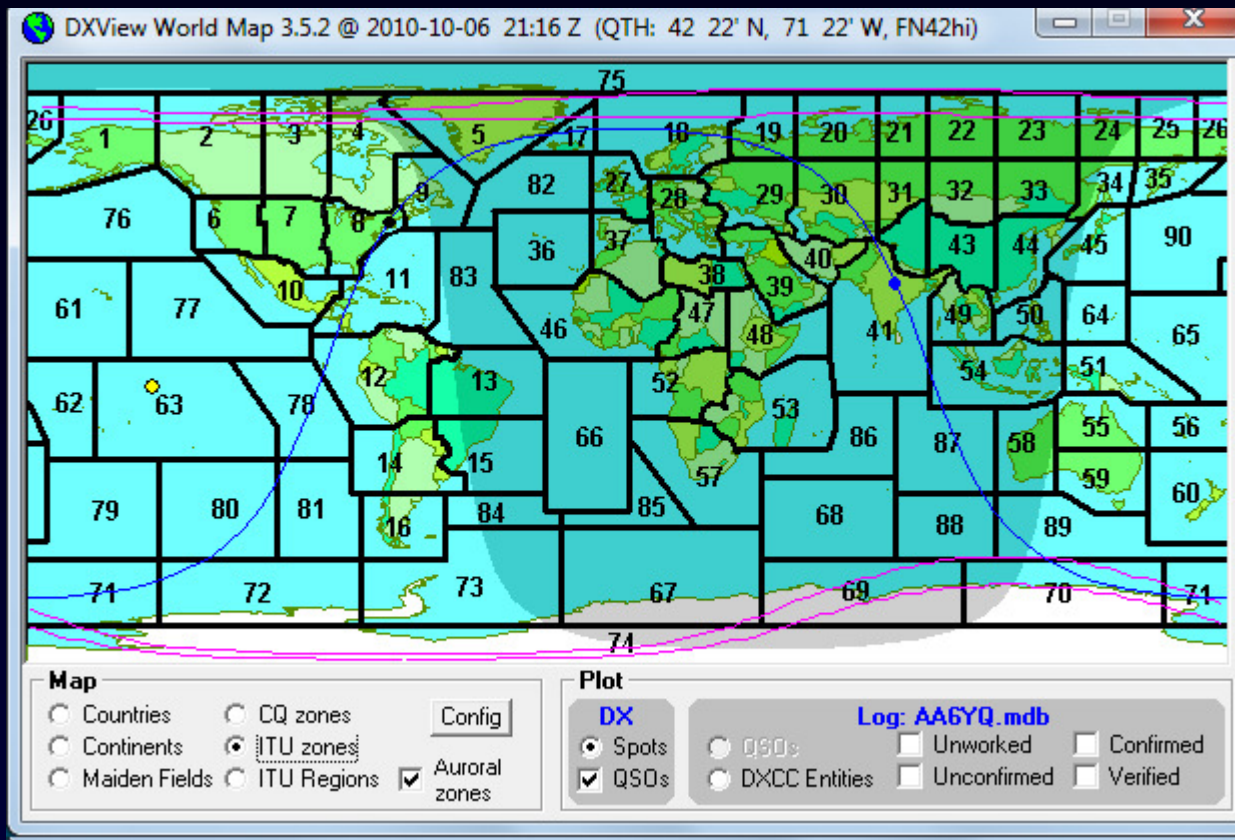 DXView World Map 3.5.2 @ 2010-10-06 21:16 Z (QTH: 42 22' N, 71 22' W, FN42hi)
75
26 1 2 3 4 5 17 18 19 20 21 22 23 24 25 26
9 82 27 28 29 30 31 32 33 34 35
76 6 7 8 36 37 40 43 44 45 90
10 11 83 38 39
61 77 46 47 48 41 49 50 64 65
12 13 52 54 51
62 63 78 66 53 86 87 58 55 56
14 15 57 59 60
79 80 81 16 84 85 68 88 89
71 72 73 67 69 70 71
74
Map
Countries CQ zones Config
Continents ITU zones
Maiden Fields ITU Regions Auroral zones
Plot
DX
Spots
QSOs
Log: AA6YQ.mdb
QSOs Unworked Confirmed
DXCC Entities Unconfirmed Verified